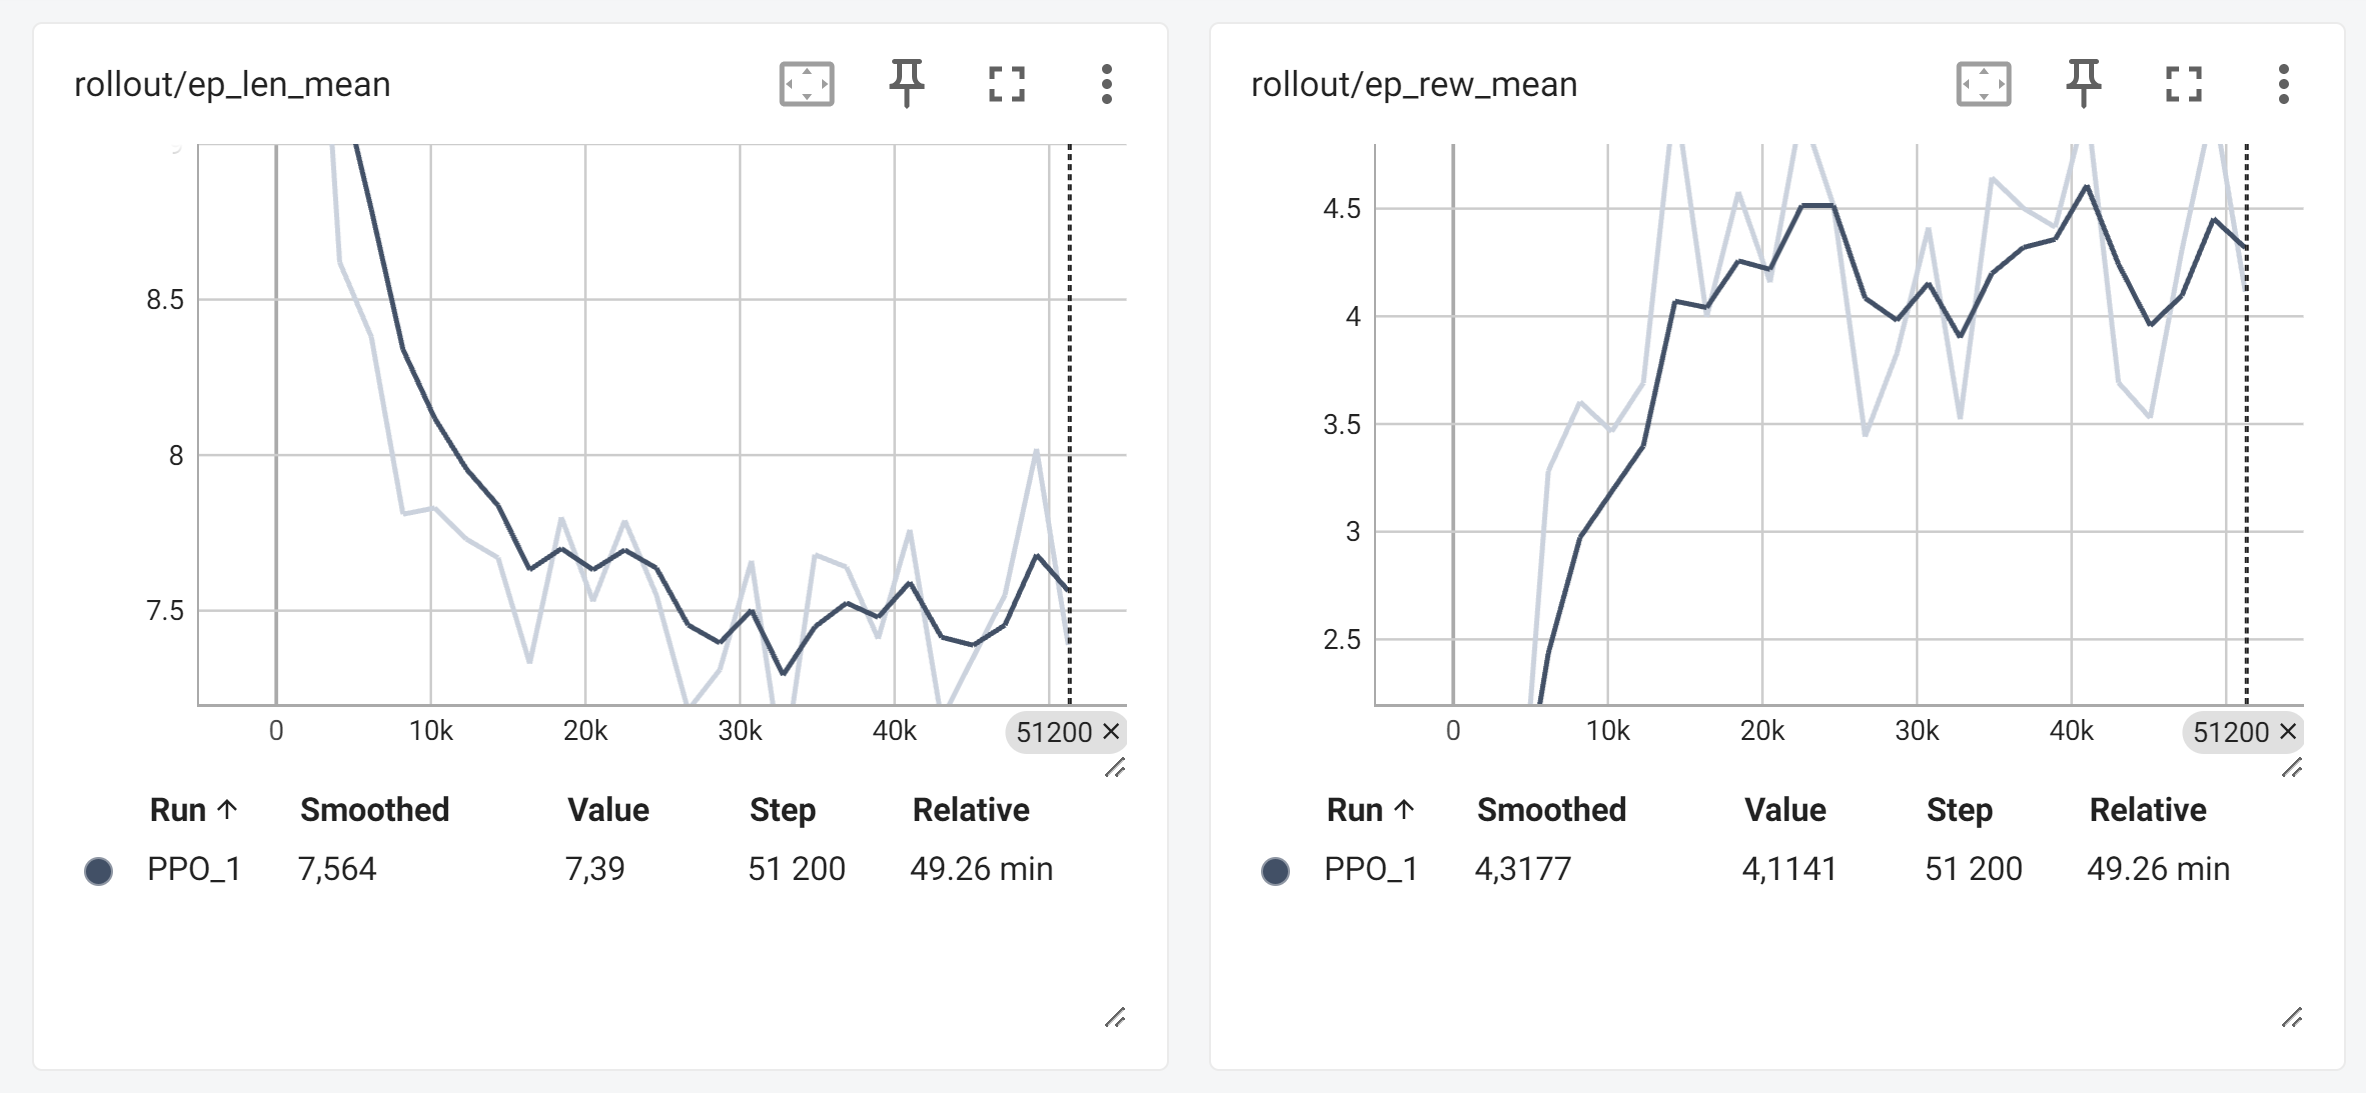 rollout/ep_len_mean
8.5
8
7.5
0 10k 20k 30k 40k 51200
Run ↑ Smoothed Value Step Relative
PPO_1 7,564 7,39 51 200 49.26 min
rollout/ep_rew_mean
4.5
4
3.5
3
2.5
0 10k 20k 30k 40k 51200
Run ↑ Smoothed Value Step Relative
PPO_1 4,3177 4,1141 51 200 49.26 min